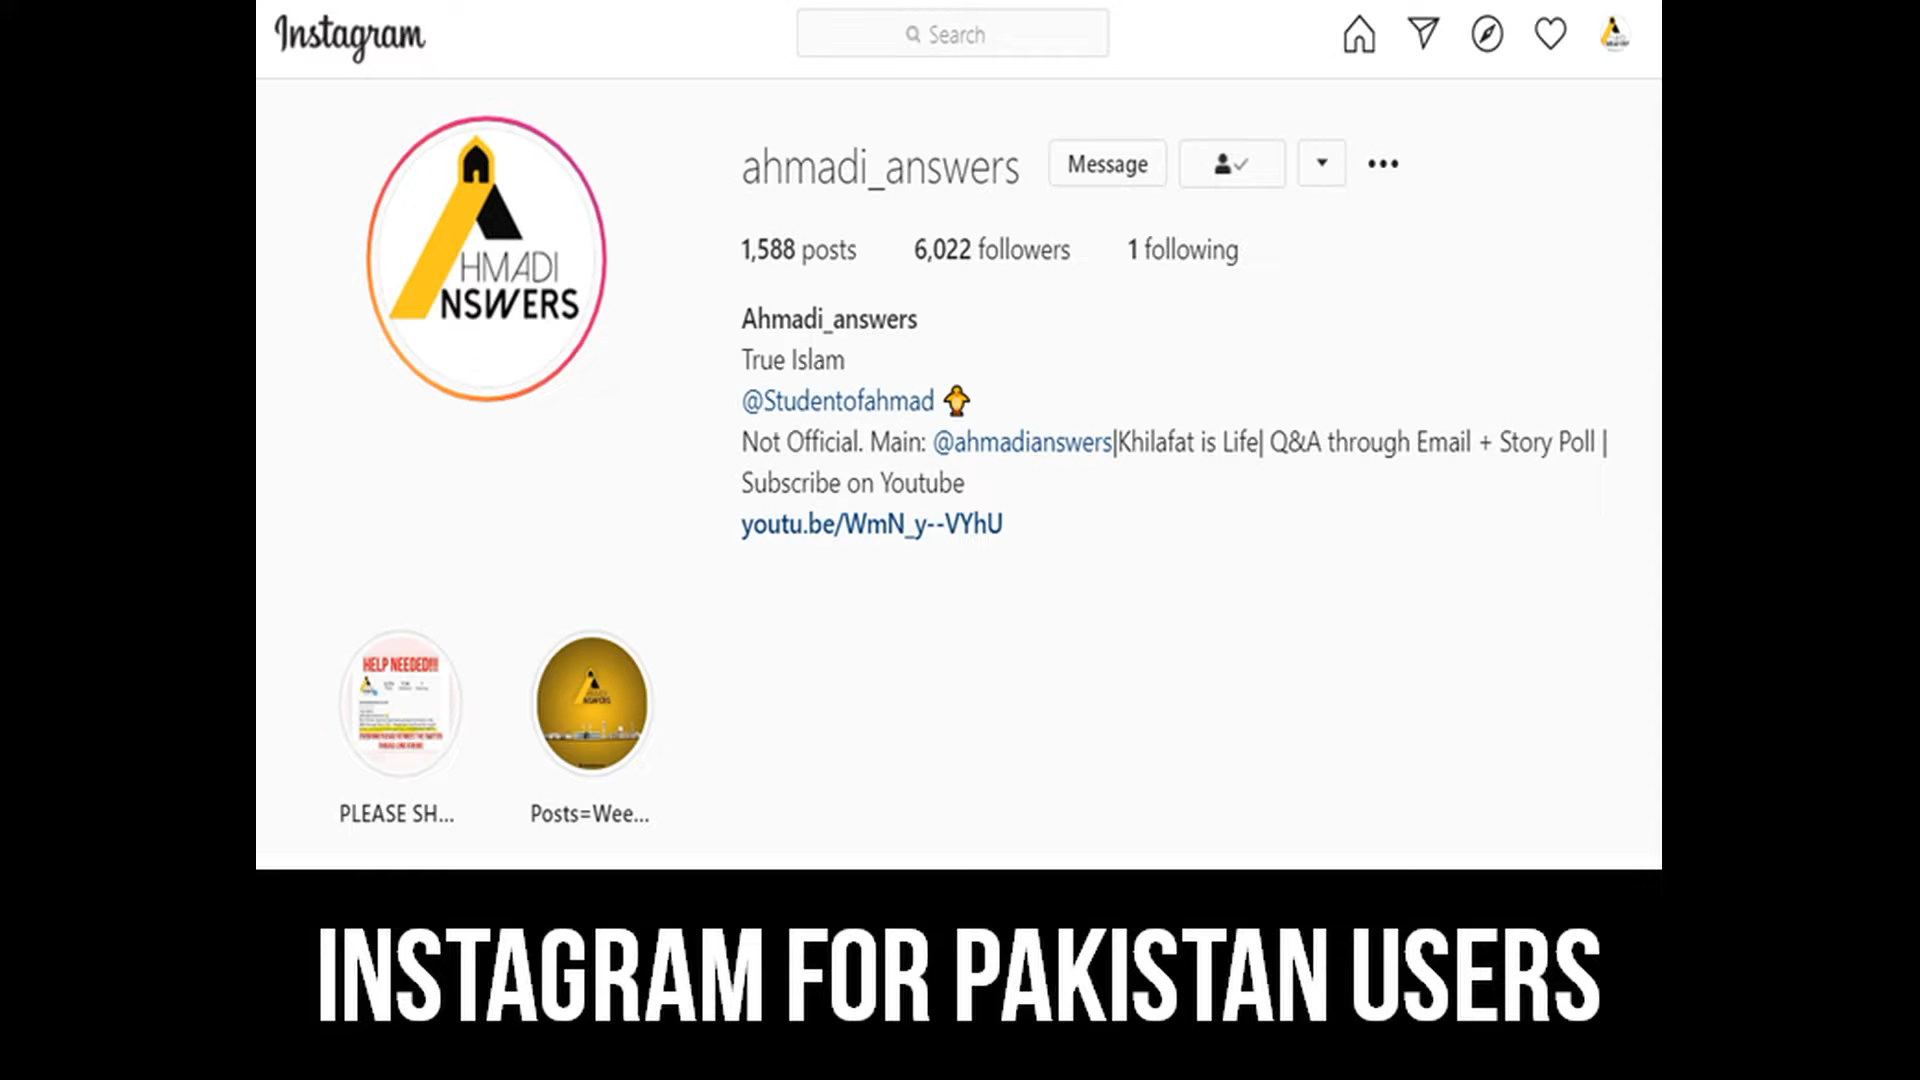 Instagram
Search
ahmadi_answers Message
1,588 posts 6,022 followers 1 following
HMADI
NSWERS
Ahmadi_answers
True Islam
@Studentofahmad
Not Official. Main: @ahmadianswers|Khilafat is Life| Q&A through Email + Story Poll |
Subscribe on Youtube
youtu.be/WmN_y--VYhU
HELP NEEDED!!!
NSWERS
PLEASE SH... Posts=Wee...
INSTAGRAM FOR PAKISTAN USERS